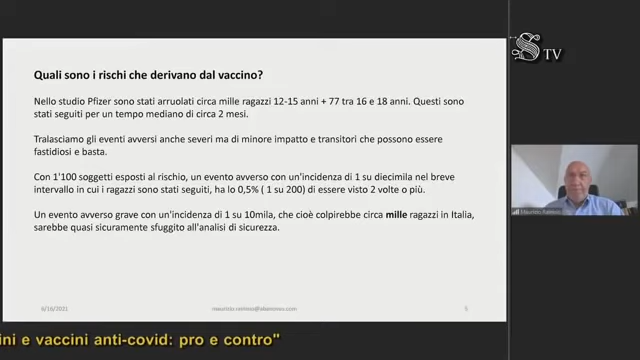 S TV
Quali sono i rischi che derivano dal vaccino?
Nello studio Pfizer sono stati arruolati circa mille ragazzi 12-15 anni + 77 tra 16 e 18 anni. Questi sono
stati seguiti per un tempo mediano di circa 2 mesi.
Tralasciamo gli eventi avversi anche severi ma di minore impatto e transitori che possono essere
fastidiosi e basta.
Con 1'100 soggetti esposti al rischio, un evento avverso con un'incidenza di 1 su diecimila nel breve
intervallo in cui i ragazzi sono stati seguiti, ha lo 0,5% ( 1 su 200) di essere visto 2 volte o più.
Un evento avverso grave con un'incidenza di 1 su 10mila, che cioè colpirebbe circa mille ragazzi in Italia,
sarebbe quasi sicuramente sfuggito all'analisi di sicurezza.
6/16/2021
5
ini e vaccini anti-covid: pro e contro"